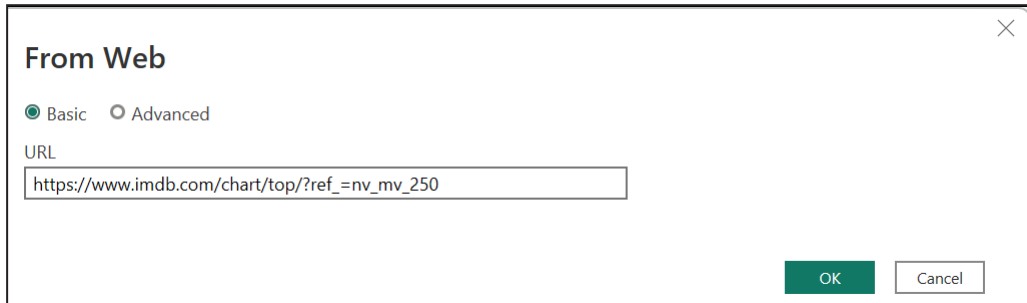 From Web
Basic Advanced
URL
https://www.imdb.com/chart/top/?ref_=nv_mv_250
OK Cancel